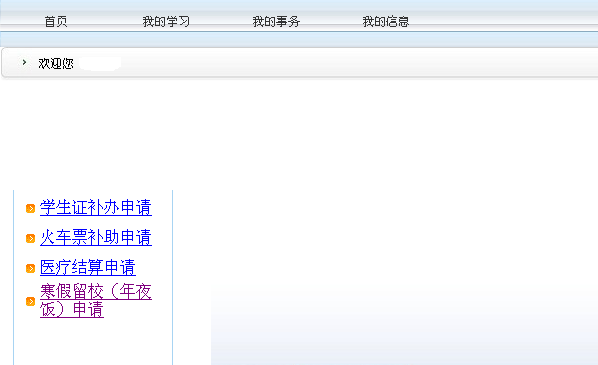 首页 我的学习 我的事务 我的信息
欢迎您
学生证补办申请
火车票补助申请
医疗结算申请
寒假留校（年夜
饭）申请